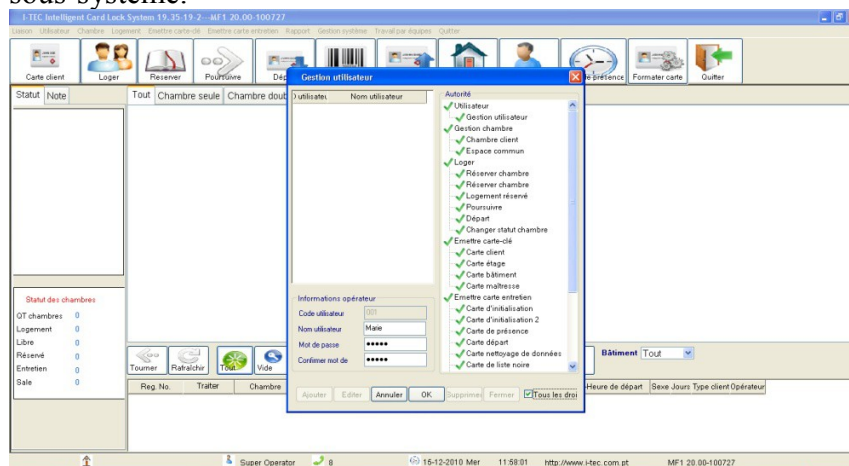 sous-système.
I-TEC Intelligent Card Lock System 19.35-19-2---MF1 20.00-100727
Liaison Utilisateur Chambre Logement Emettre carte-clé Emettre carte entretien Rapport Gestion système Travail par équipes Quitter
Carte client Loger Reserver Poursuivre Dép de présence Formater carte Quitter
Statut Note Tout Chambre seule Chambre doub
Gestion utilisateur
utilisateu Nom utilisateur
Autorité
Utilisateur
Gestion utilisateur
Gestion chambre
Chambre client
Espace commun
Loger
Réserver chambre
Réserver chambre
Logement réservé
Poursuivre
Départ
Changer statut chambre
Emettre carte-clé
Carte client
Carte étage
Carte bâtiment
Carte maîtresse
Emettre carte entretien
Carte d'initialisation
Carte d'initialisation 2
Carte de présence
Carte départ
Carte nettoyage de données
Carte de liste noire
Informations opérateur
Code utilisateur 001
Nom utilisateur Marie
Mot de passe •••••
Confirmer mot de •••••
Ajouter Editer Annuler OK Supprimer Fermer Tous les droi
Statut des chambres
QT chambres 0
Logement 0
Libre 0
Réservé 0
Entretien 0
Sale 0
Tourner Rafraîchir Tout Vide
Bâtiment Tout
Reg. No. Traiter Chambre -Heure de départ Sexe Jours Type client Opérateur
Super Operator 8 15-12-2010 Mer 11:58:01 http://www.i-tec.com.pt MF1 20.00-100727